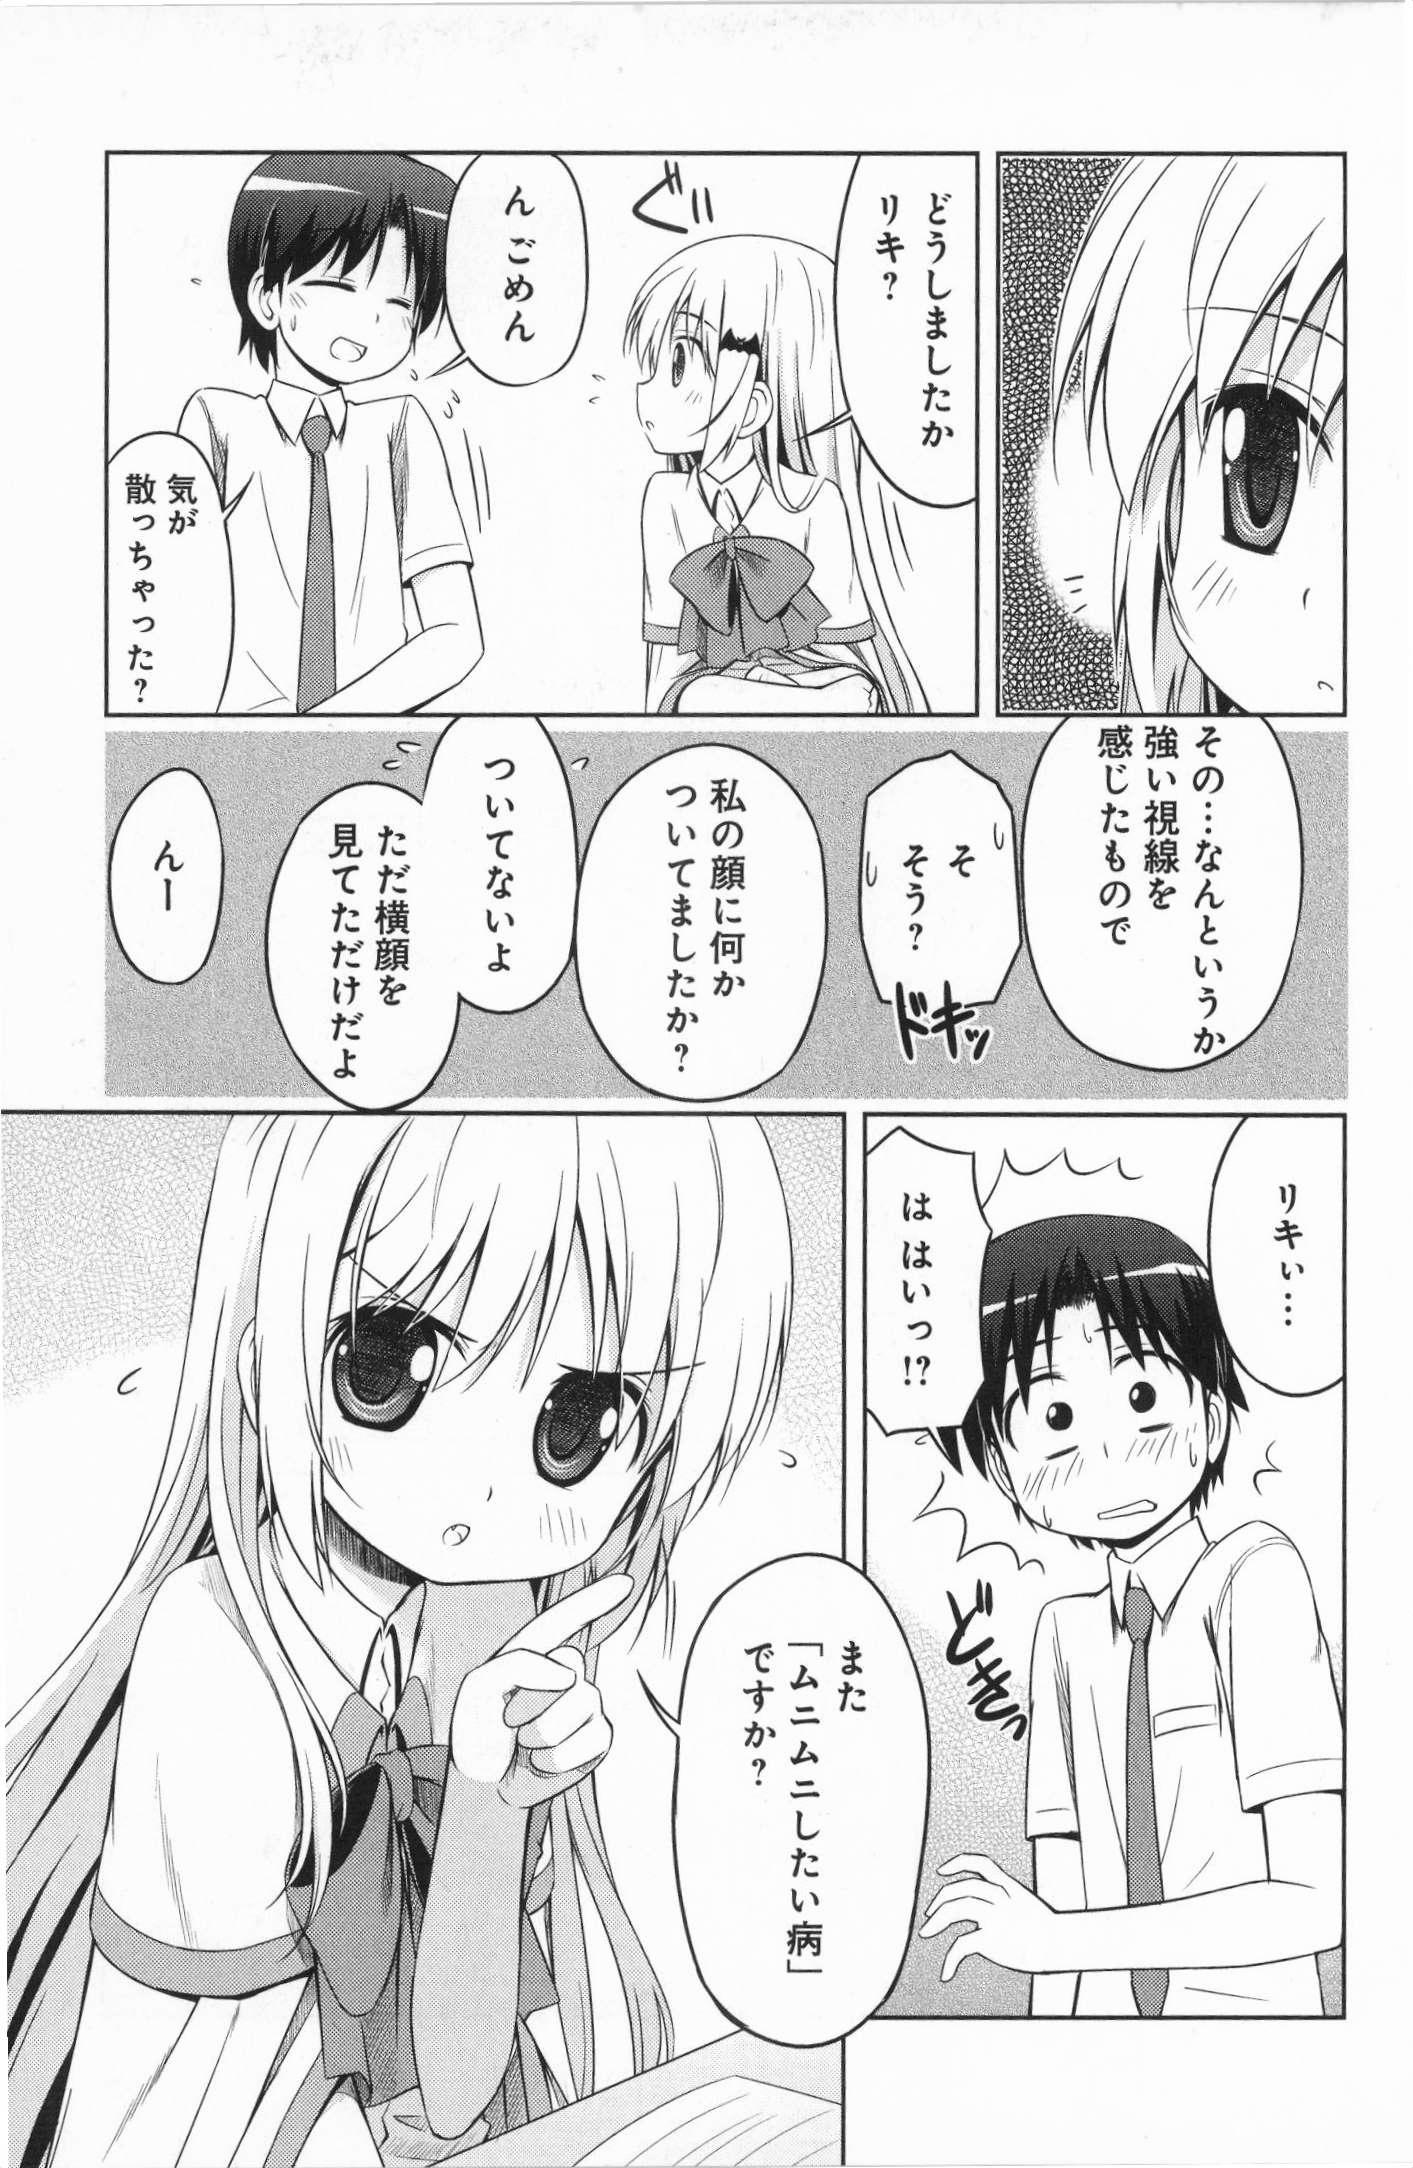 どうしましたか
リキ？
ぐ
ん ごめん
気が
散っちゃった？
その…なんというか
強い視線を
感じたもので
そ
そう？
ドキッ
私の顔に何か
ついてましたか？
ついてないよ
ただ横顔を
見てただけだよ
んー
リキぃ…
は はいっ!?
どきっ
また
「ムニムニしたい病」
ですか？